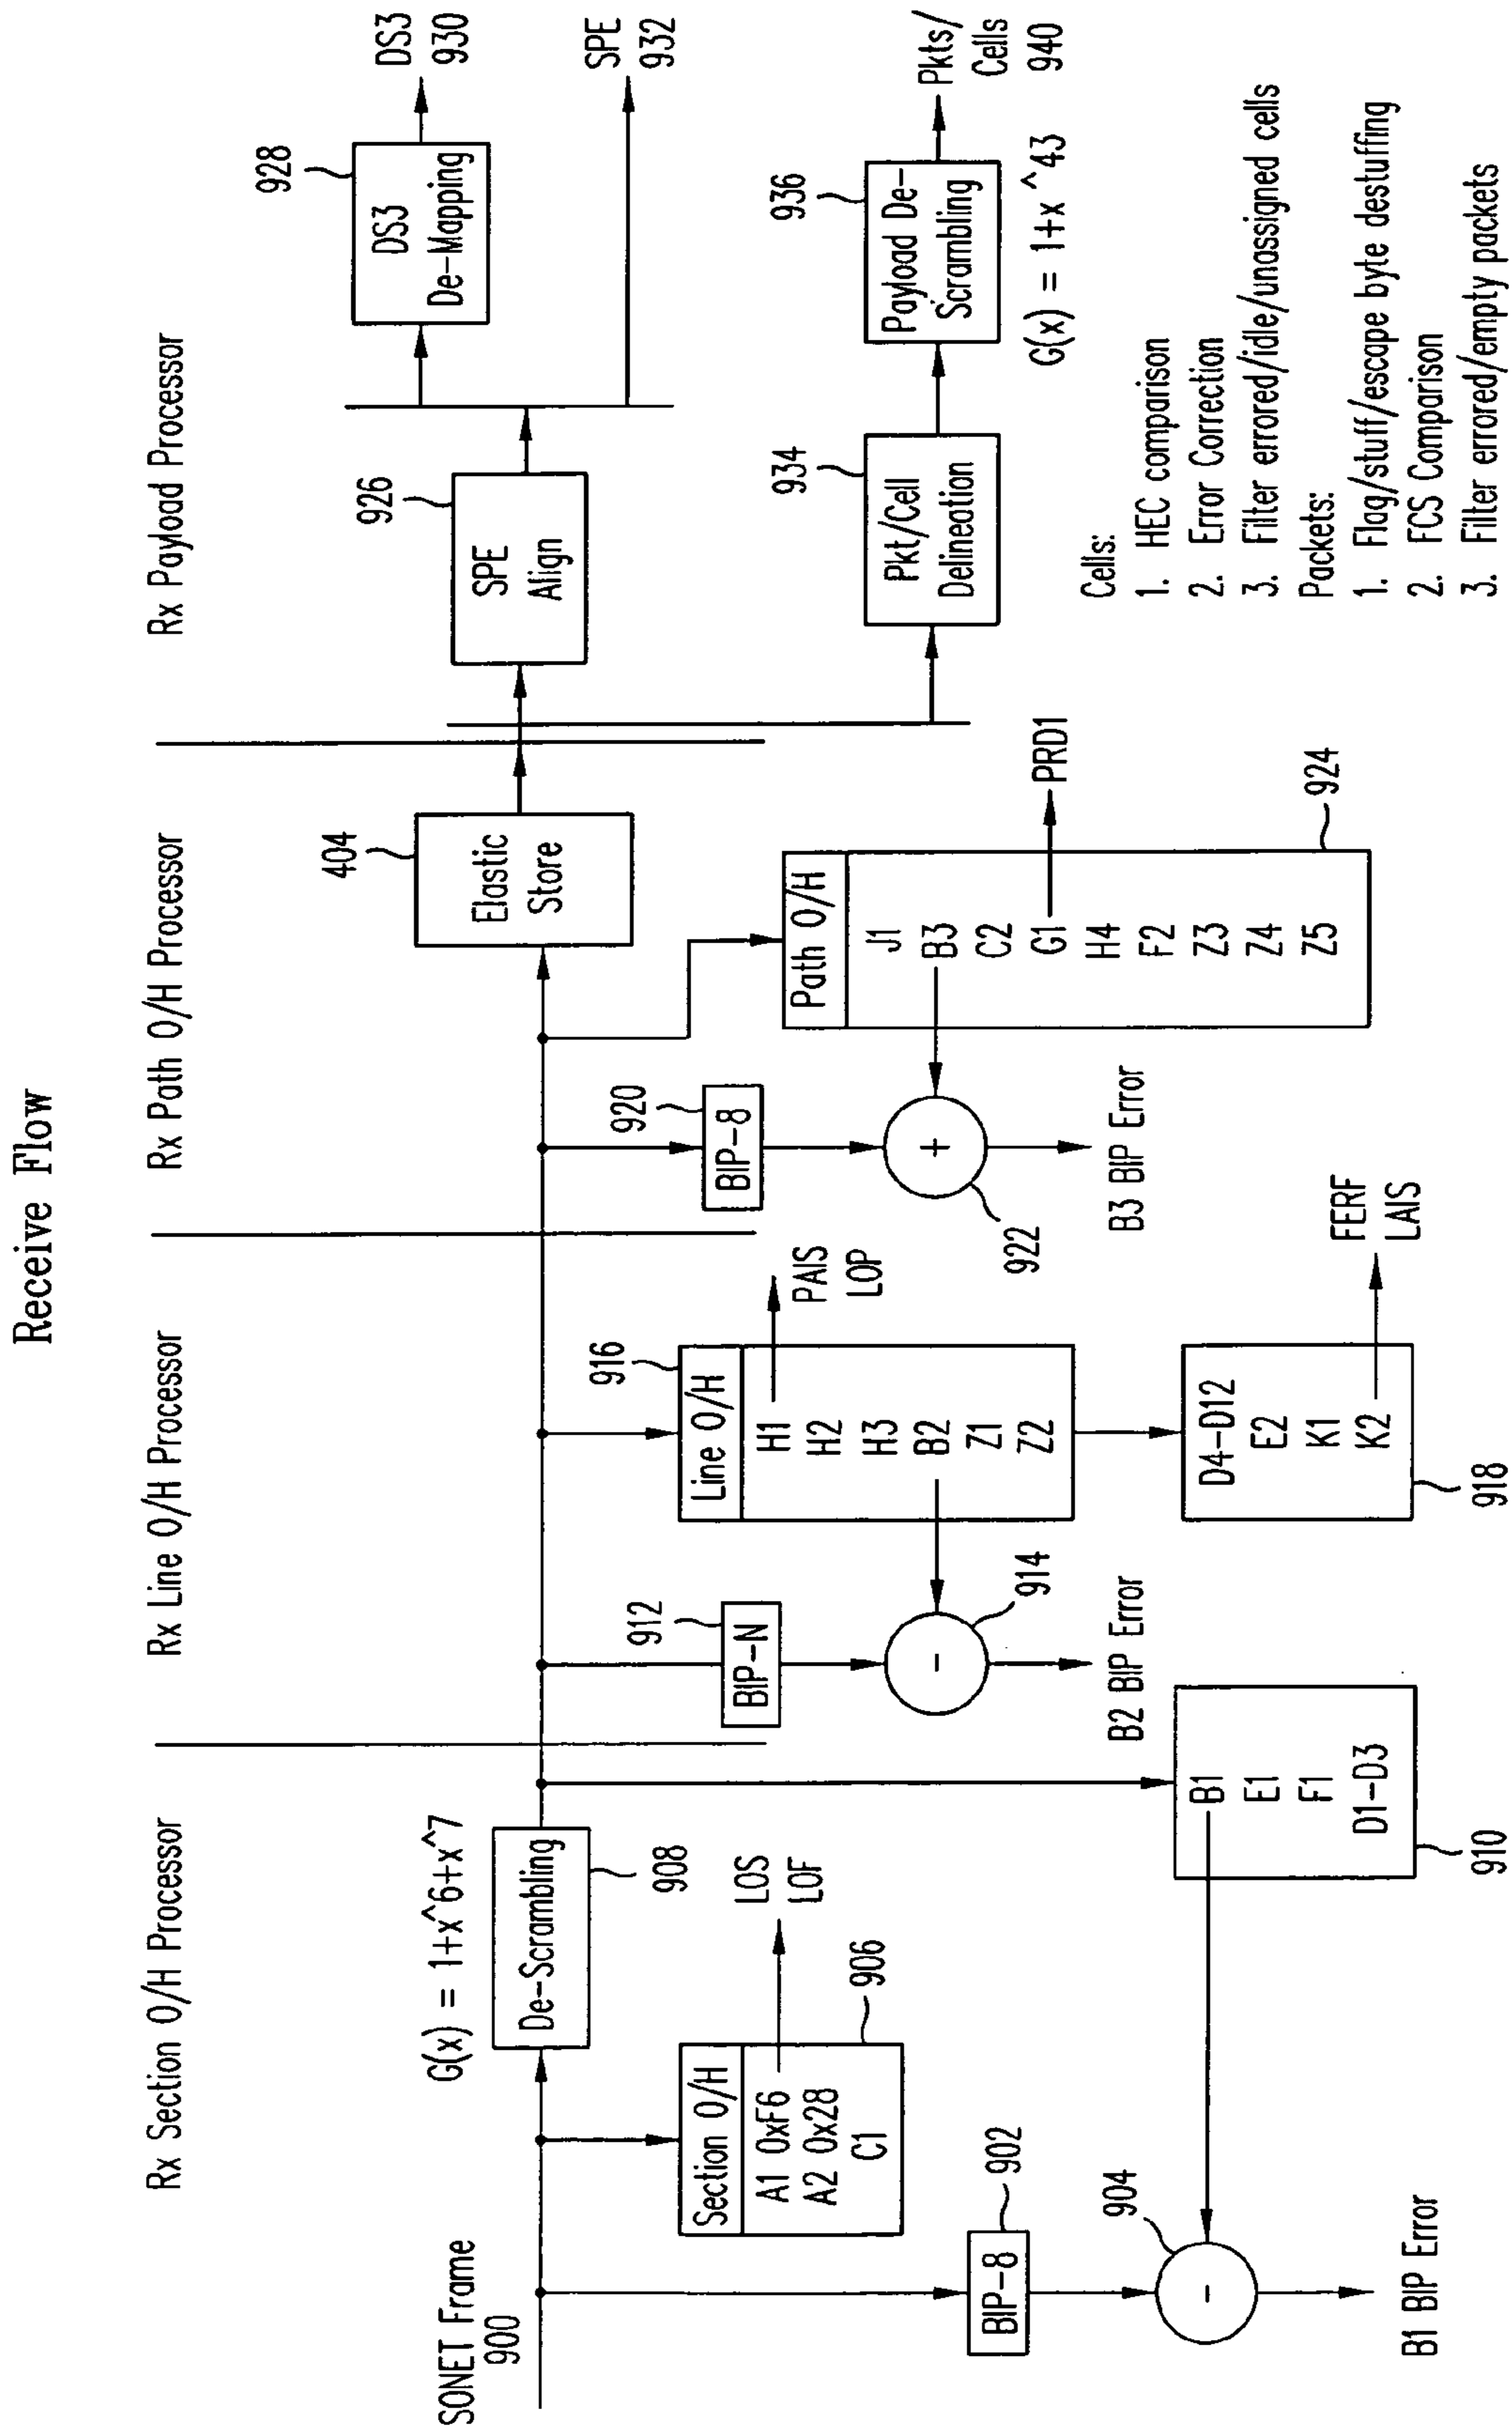 Receive Flow
Rx Section O/H Processor
Rx Line O/H Processor
Rx Path O/H Processor
Rx Payload Processor
SONET Frame
900
G(x) = 1+x^6+x^7
De-Scrambling
908
Section O/H
A1 0xF6
A2 0x28
C1
906
LOS
LOF
BIP-8
902
-
904
B1 BIP Error
B1
E1
F1
D1-D3
910
BIP-N
912
-
914
B2 BIP Error
Line O/H
916
H1
H2
H3
B2
Z1
Z2
PAIS
LOP
D4-D12
E2
K1
K2
918
FERF
LAIS
BIP-8
920
+
922
B3 BIP Error
Path O/H
J1
B3
C2
G1
H4
F2
Z3
Z4
Z5
924
PRD1
Elastic
Store
404
SPE
Align
926
DS3
De-Mapping
928
DS3
930
SPE
932
Pkt/Cell
Delineation
934
Payload De-
Scrambling
936
G(x) = 1+x^43
Pkts/
Cells
940
Cells:
1. HEC comparison
2. Error Correction
3. Filter errored/idle/unassigned cells
Packets:
1. Flag/stuff/escape byte destuffing
2. FCS Comparison
3. Filter errored/empty packets